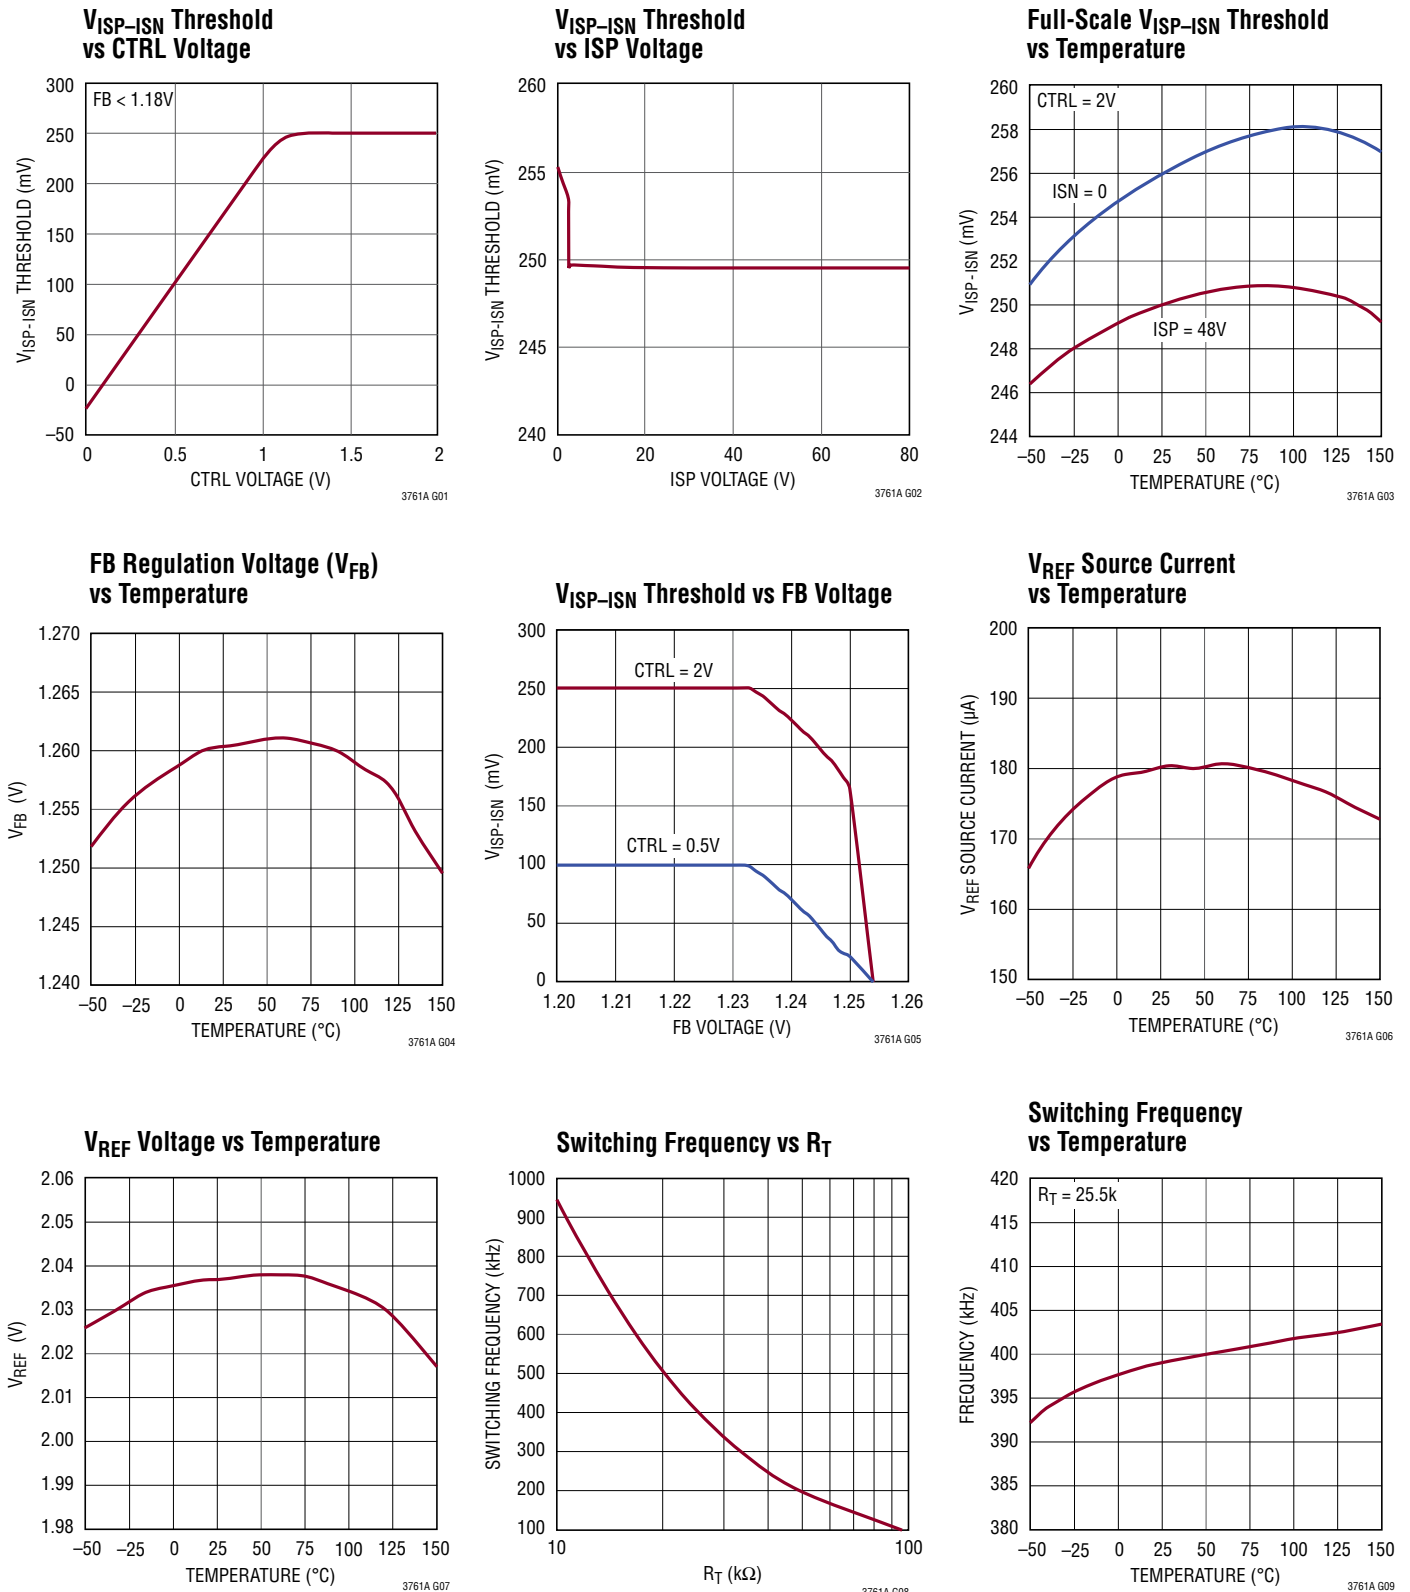 VISP–ISN Threshold
vs CTRL Voltage
300
250
200
150
100
50
0
–50
VISP-ISN THRESHOLD (mV)
FB < 1.18V
0 0.5 1 1.5 2
CTRL VOLTAGE (V)
3761A G01
VISP–ISN Threshold
vs ISP Voltage
260
255
250
245
240
VISP-ISN THRESHOLD (mV)
0 20 40 60 80
ISP VOLTAGE (V)
3761A G02
Full-Scale VISP–ISN Threshold
vs Temperature
260
258
256
254
252
250
248
246
244
VISP-ISN (mV)
CTRL = 2V
ISN = 0
ISP = 48V
–50 –25 0 25 50 75 100 125 150
TEMPERATURE (°C)
3761A G03
FB Regulation Voltage (VFB)
vs Temperature
1.270
1.265
1.260
1.255
1.250
1.245
1.240
VFB (V)
–50 –25 0 25 50 75 100 125 150
TEMPERATURE (°C)
3761A G04
VISP–ISN Threshold vs FB Voltage
300
250
200
150
100
50
0
VISP-ISN (mV)
CTRL = 2V
CTRL = 0.5V
1.20 1.21 1.22 1.23 1.24 1.25 1.26
FB VOLTAGE (V)
3761A G05
VREF Source Current
vs Temperature
200
190
180
170
160
150
VREF SOURCE CURRENT (µA)
–50 –25 0 25 50 75 100 125 150
TEMPERATURE (°C)
3761A G06
VREF Voltage vs Temperature
2.06
2.05
2.04
2.03
2.02
2.01
2.00
1.99
1.98
VREF (V)
–50 –25 0 25 50 75 100 125 150
TEMPERATURE (°C)
3761A G07
Switching Frequency vs RT
1000
900
800
700
600
500
400
300
200
100
SWITCHING FREQUENCY (kHz)
10 100
RT (kΩ)
3761A G08
Switching Frequency
vs Temperature
420
415
410
405
400
395
390
385
380
FREQUENCY (kHz)
RT = 25.5k
–50 –25 0 25 50 75 100 125 150
TEMPERATURE (°C)
3761A G09